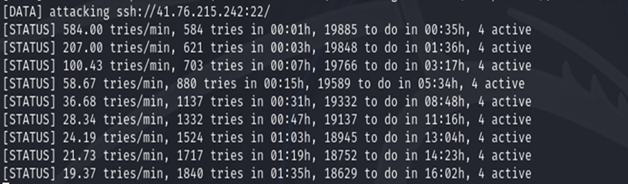 [DATA] attacking ssh://41.76.215.242:22/
[STATUS] 584.00 tries/min, 584 tries in 00:01h, 19885 to do in 00:35h, 4 active
[STATUS] 207.00 tries/min, 621 tries in 00:03h, 19848 to do in 01:36h, 4 active
[STATUS] 100.43 tries/min, 703 tries in 00:07h, 19766 to do in 03:17h, 4 active
[STATUS] 58.67 tries/min, 880 tries in 00:15h, 19589 to do in 05:34h, 4 active
[STATUS] 36.68 tries/min, 1137 tries in 00:31h, 19332 to do in 08:48h, 4 active
[STATUS] 28.34 tries/min, 1332 tries in 00:47h, 19137 to do in 11:16h, 4 active
[STATUS] 24.19 tries/min, 1524 tries in 01:03h, 18945 to do in 13:04h, 4 active
[STATUS] 21.73 tries/min, 1717 tries in 01:19h, 18752 to do in 14:23h, 4 active
[STATUS] 19.37 tries/min, 1840 tries in 01:35h, 18629 to do in 16:02h, 4 active